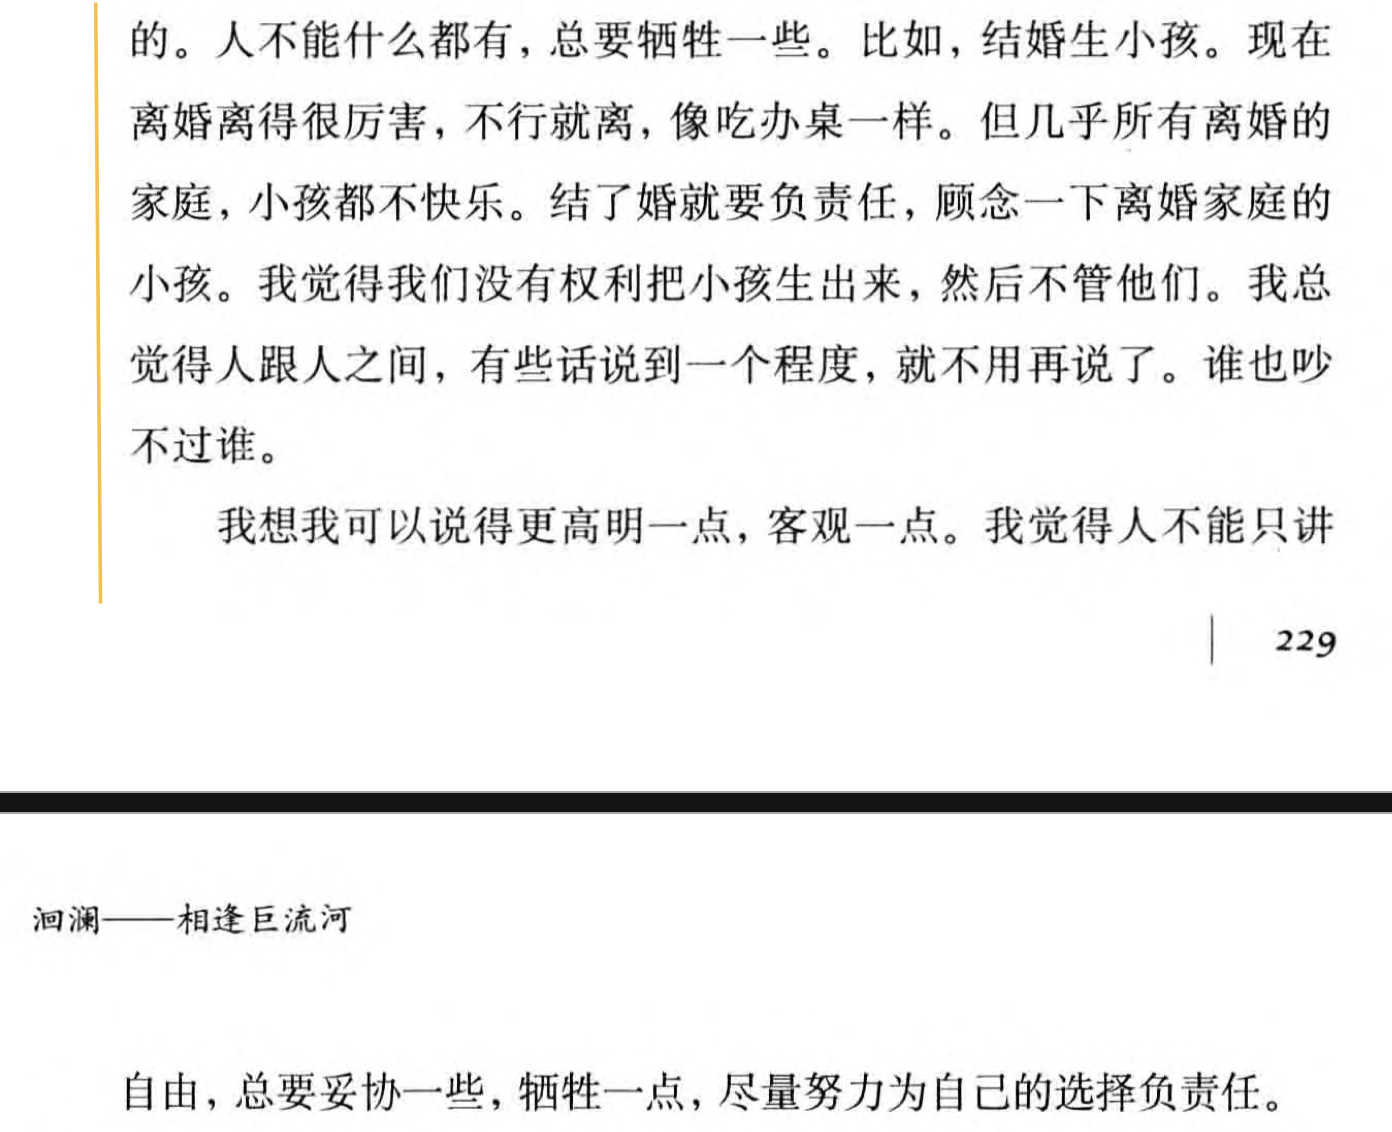 的。人不能什么都有，总要牺牲一些。比如，结婚生小孩。现在
离婚离得很厉害，不行就离，像吃办桌一样。但几乎所有离婚的
家庭，小孩都不快乐。结了婚就要负责任，顾念一下离婚家庭的
小孩。我觉得我们没有权利把小孩生出来，然后不管他们。我总
觉得人跟人之间，有些话说到一个程度，就不用再说了。谁也吵
不过谁。
我想我可以说得更高明一点，客观一点。我觉得人不能只讲
229
洄澜——相逢巨流河
自由，总要妥协一些，牺牲一点，尽量努力为自己的选择负责任。